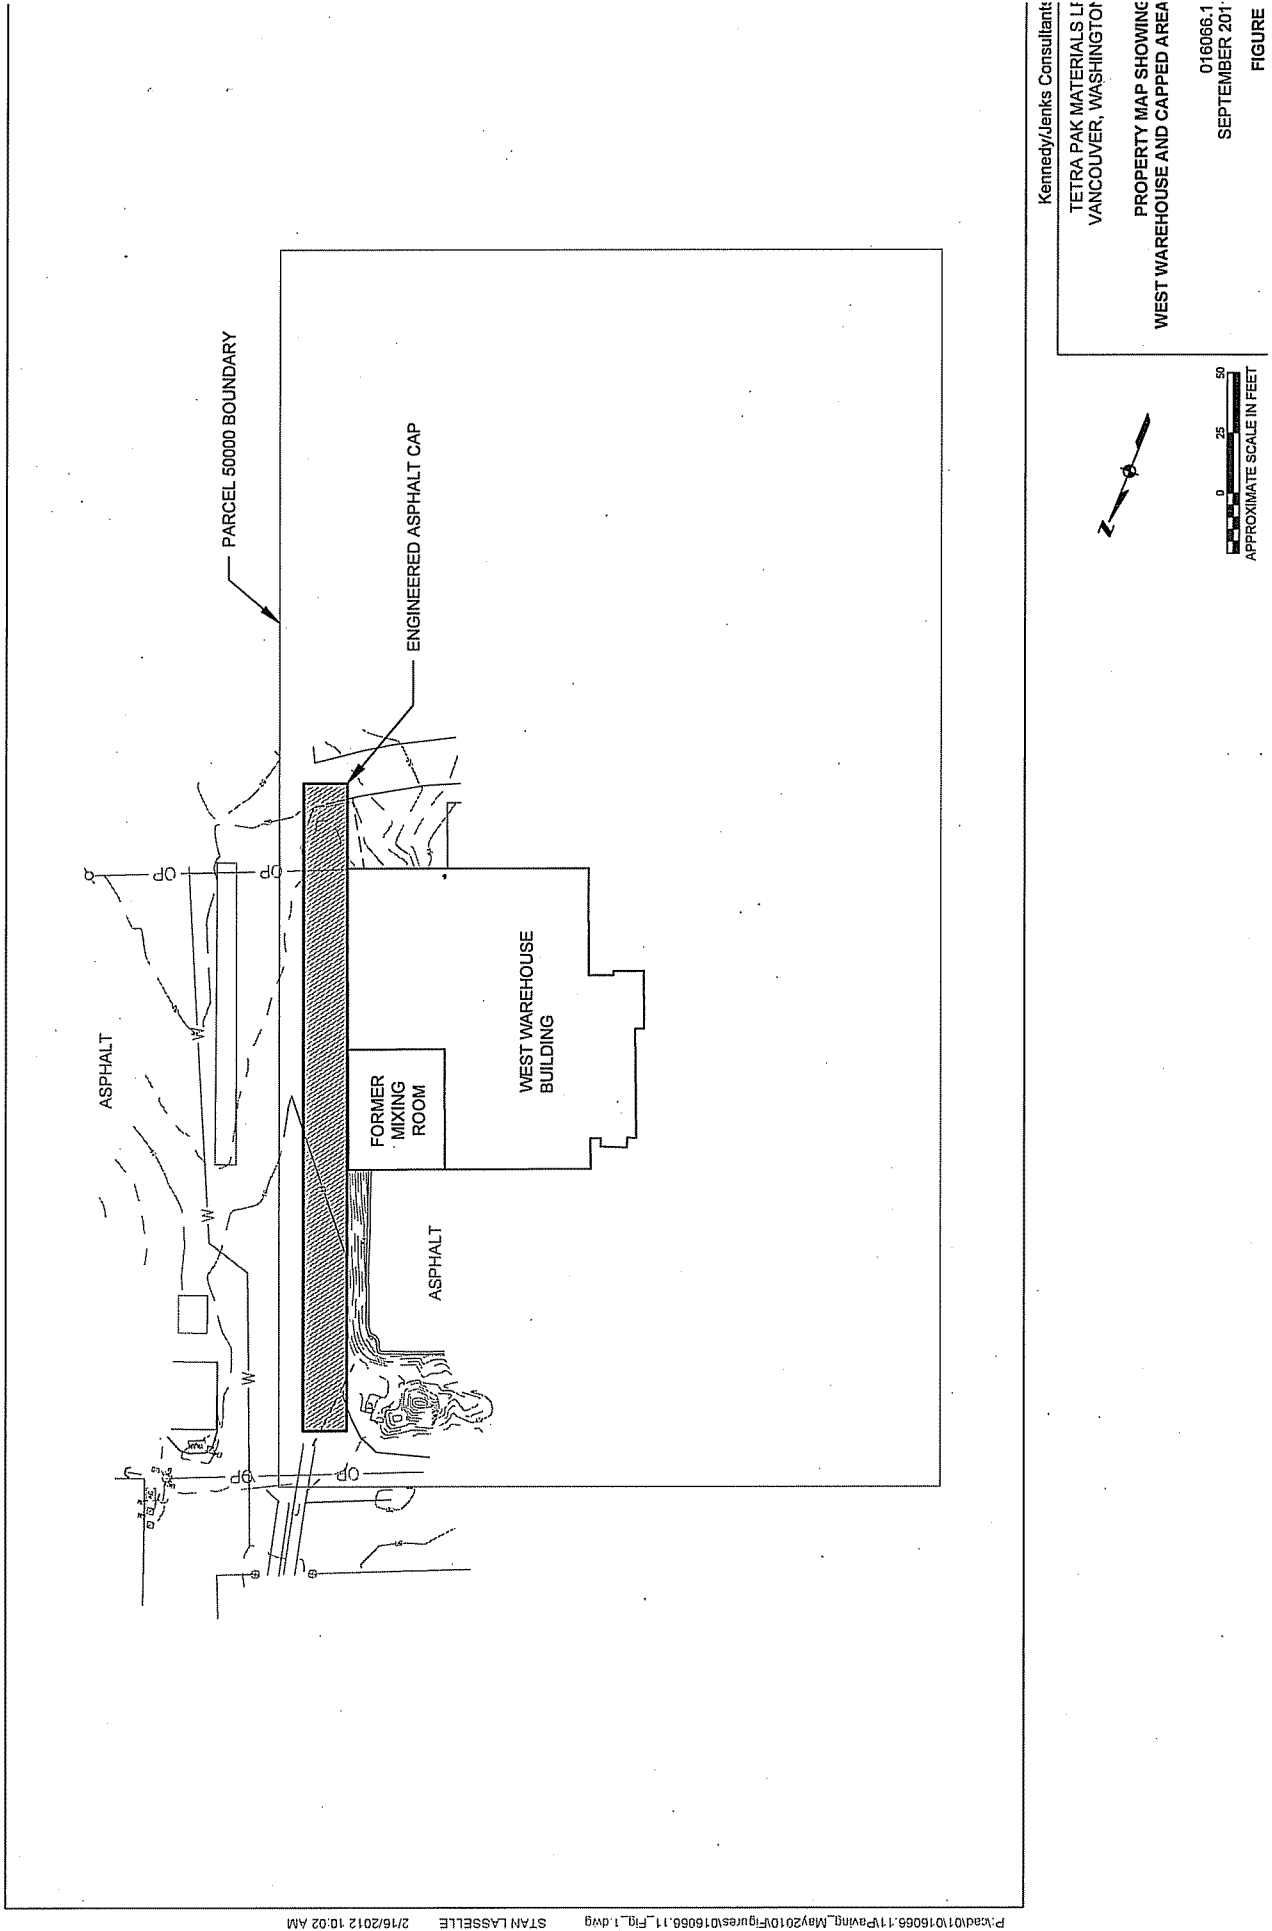 PARCEL 50000 BOUNDARY
ENGINEERED ASPHALT CAP
ASPHALT
OP
OP
W
W
W
FORMER
MIXING
ROOM
WEST WAREHOUSE
BUILDING
ASPHALT
OP
OP
Z
0 25 50
APPROXIMATE SCALE IN FEET
Kennedy/Jenks Consultants
TETRA PAK MATERIALS
VANCOUVER, WASHINGTON
PROPERTY MAP SHOWING
WEST WAREHOUSE AND CAPPED AREA
016066.1
SEPTEMBER 201
FIGURE
P:\cad\01\016066.11\Paving_May2010\Figures\016066.11_Fig_1.dwg STAN LASSELLE 2/16/2012 10:02 AM